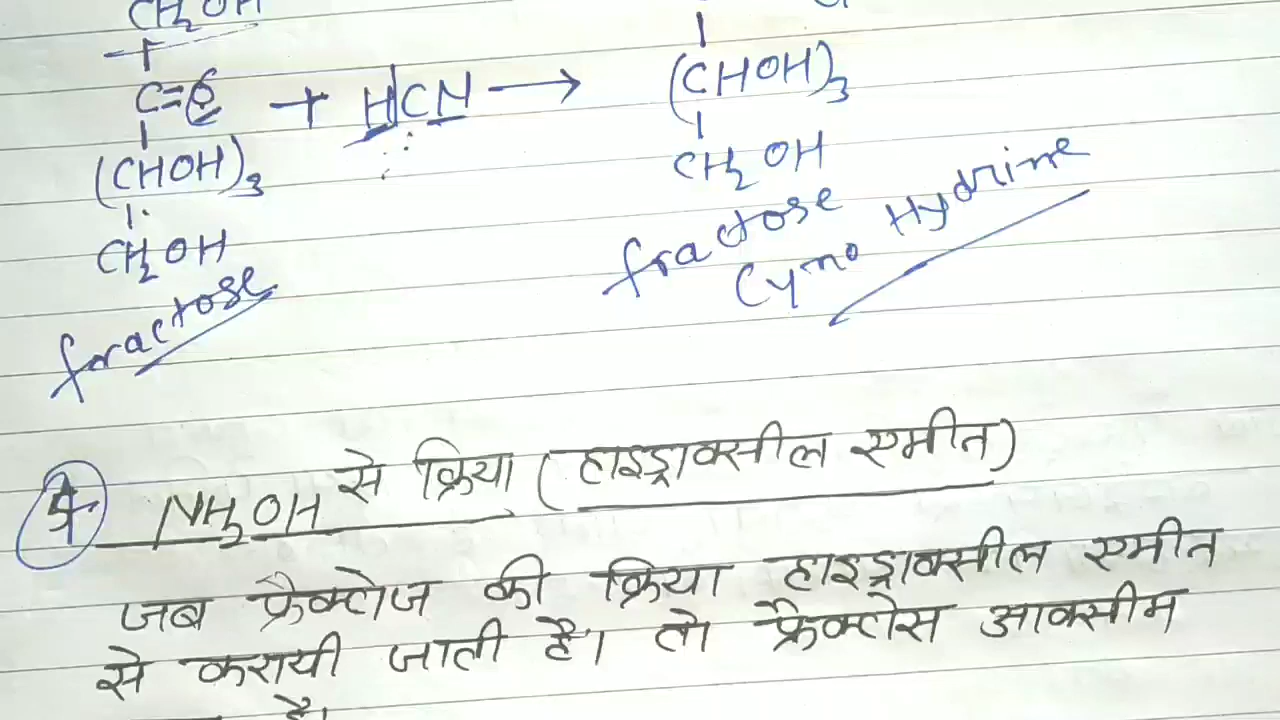 CH2OH
C=O + HCN →
(CHOH)3
CH2OH
fractose
(CHOH)3
CH2OH
fractose
Cyno Hydrine
NH2OH से क्रिया (हाइड्राक्सील एमीन)
जब फ्रैक्टोज की क्रिया हाइड्राक्सील एमीन
से करायी जाती है। तो फ्रैक्टोस आक्सीम
है।